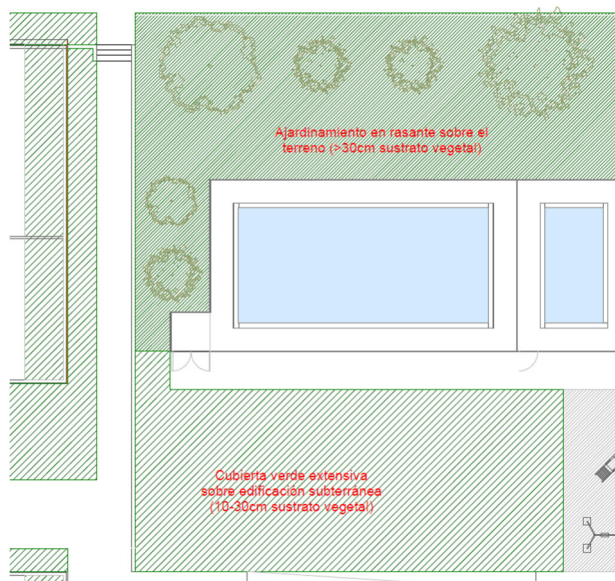 Ajardinamiento en rasante sobre el
terreno (>30cm sustrato vegetal)
Cubierta verde extensiva
sobre edificación subterránea
(10-30cm sustrato vegetal)